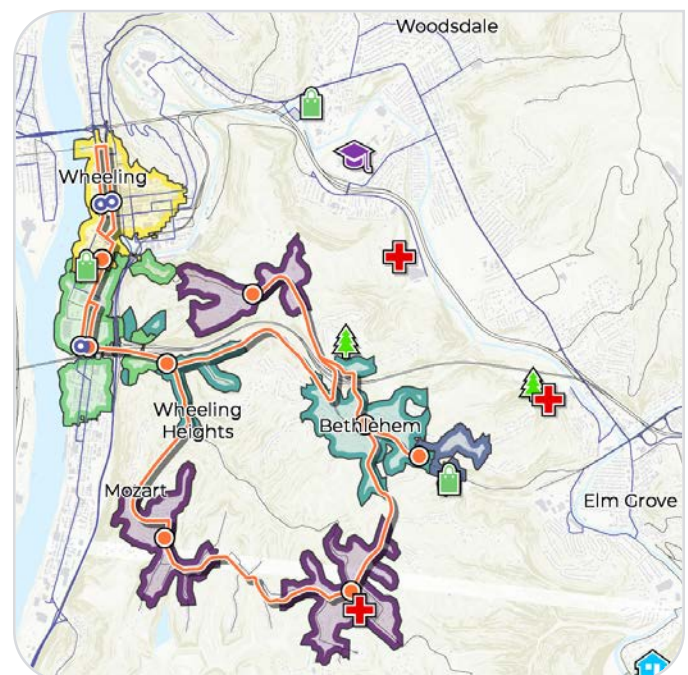 Woodsdale
Wheeling
Wheeling
Heights
Bethlehem
Mozart
Elm Grove